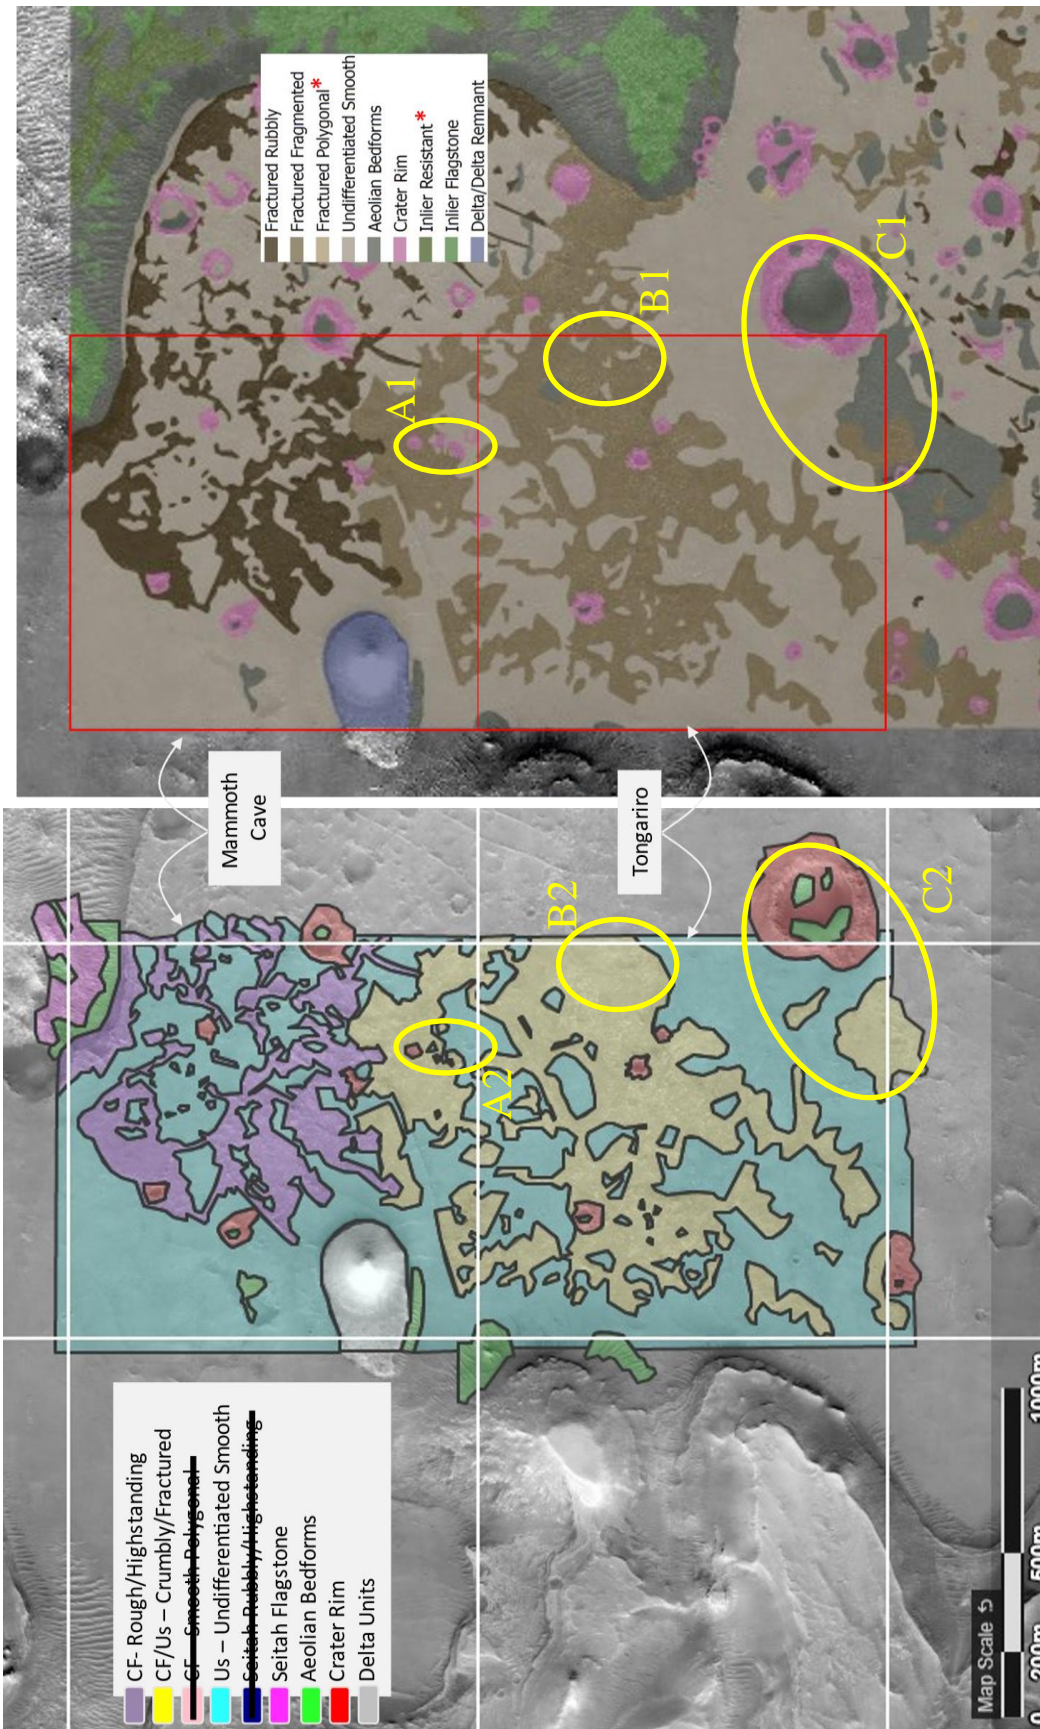 Fractured Rubbly
Fractured Fragmented
Fractured Polygonal*
Undifferentiated Smooth
Aeolian Bedforms
Crater Rim
Inlier Resistant*
Inlier Flagstone
Delta/Delta Remnant
A1
B1
C1
Mammoth
Cave
Tongariro
A2
B2
C2
CF- Rough/Highstanding
CF/Us – Crumbly/Fractured
CF – Smooth Polygonal
Us – Undifferentiated Smooth
Seitah Rubbly/Highstanding
Seitah Flagstone
Aeolian Bedforms
Crater Rim
Delta Units
Map Scale 5
0 200m 500m 1000m